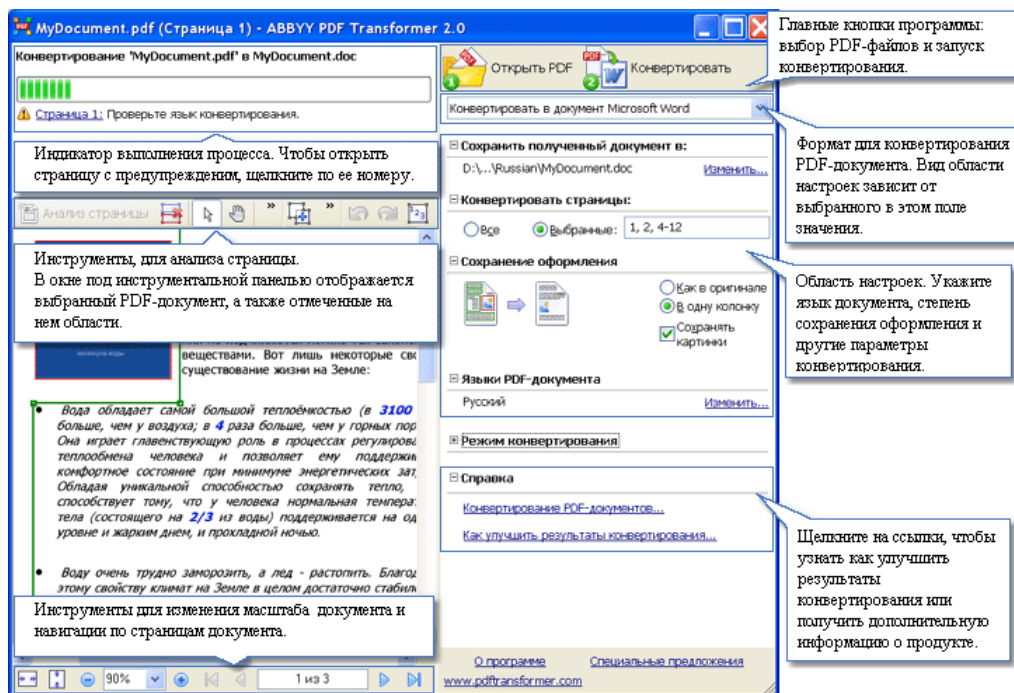 MyDocument.pdf (Страница 1) - ABBYY PDF Transformer 2.0
Конвертирование 'MyDocument.pdf' в MyDocument.doc
Страница 1: Проверьте язык конвертирования.
Индикатор выполнения процесса. Чтобы открыть
страницу с предупреждением, щелкните по ее номеру.
Анализ страницы
Инструменты, для анализа страницы.
В окне под инструментальной панелью отображается
выбранный PDF-документ, а также отмеченные на
нем области.
молекула воды
веществами. Вот лишь некоторые сво
существование жизни на Земле:
• Вода обладает самой большой теплоёмкостью (в 3100
больше, чем у воздуха; в 4 раза больше, чем у горных пор
Она играет главенствующую роль в процессах регулирова
теплообмена человека и позволяет ему поддержив
комфортное состояние при минимуме энергетических зат
Обладая уникальной способностью сохранять тепло,
способствует тому, что у человека нормальная температ
тела (состоящего на 2/3 из воды) поддерживается на од
уровне и жарким днем, и прохладной ночью.
• Воду очень трудно заморозить, а лед - растопить. Благод
этому свойству климат на Земле в целом достаточно стабиль
Инструменты для изменения масштаба документа и
навигации по страницам документа.
90%
1 из 3
1 Открыть PDF
PDF 2 W Конвертировать
Конвертировать в документ Microsoft Word
Сохранить полученный документ в:
D:\...\Russian\MyDocument.doc Изменить...
Конвертировать страницы:
Все Выбранные: 1, 2, 4-12
Сохранение оформления
Как в оригинале
В одну колонку
Сохранять
картинки
Языки PDF-документа
Русский Изменить...
Режим конвертирования
Справка
Конвертирование PDF-документов...
Как улучшить результаты конвертирования...
О программе Специальные предложения
www.pdftransformer.com
Главные кнопки программы:
выбор PDF-файлов и запуск
конвертирования.
Формат для конвертирования
PDF-документа. Вид области
настроек зависит от
выбранного в этом поле
значения.
Область настроек. Укажите
язык документа, степень
сохранения оформления и
другие параметры
конвертирования.
Щелкните на ссылки, чтобы
узнать как улучшить
результаты
конвертирования или
получить дополнительную
информацию о продукте.